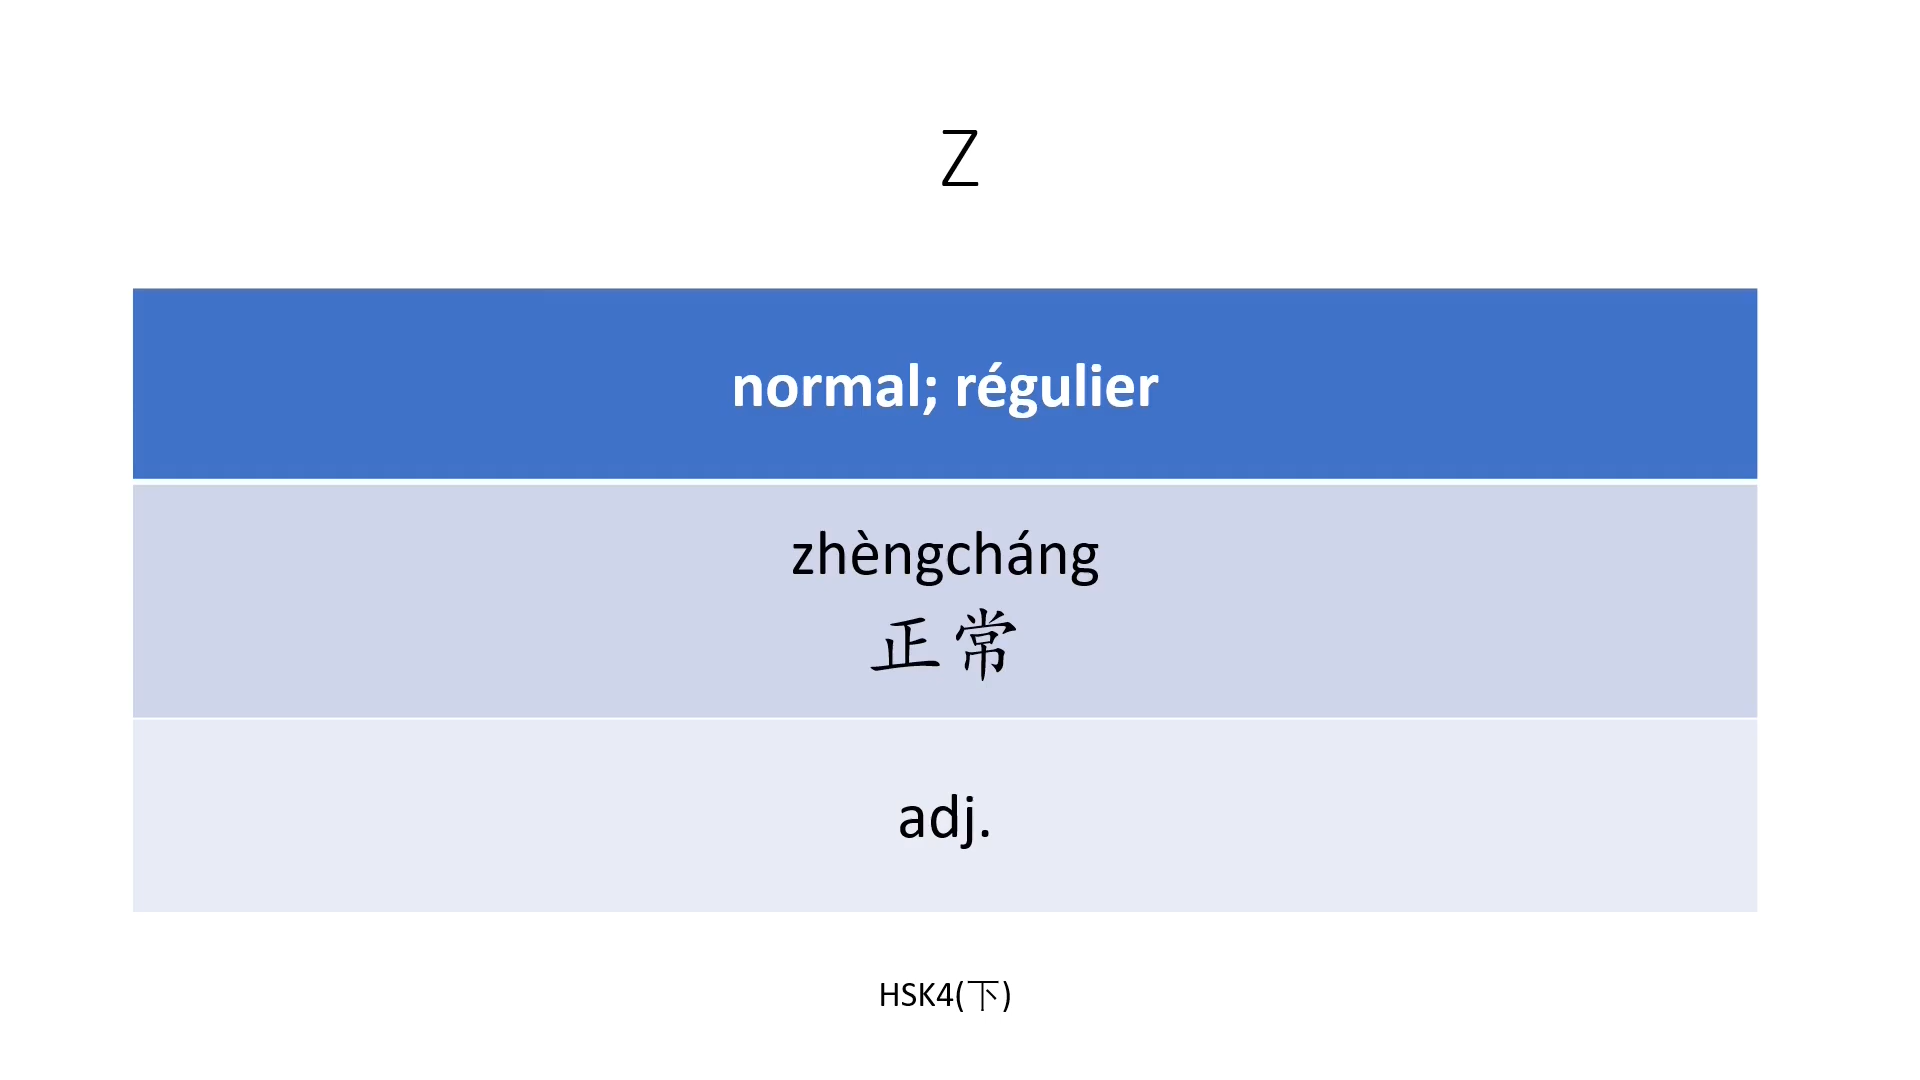 Z
normal; régulier
zhèngcháng
正常
adj.
HSK4(下)